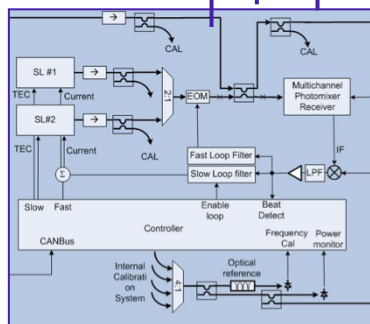 CAL
CAL
SL #1
TEC
Current
CAL
2:1
EOM
Multichannel
Photomixer
Receiver
SL#2
TEC
Current
CAL
Fast Loop Filter
Slow Loop filter
IF
LPF
Σ
Slow
Fast
Enable
loop
Beat
Detect
Controller
Frequency
Cal
Power
monitor
CANBus
Internal
Calibrati
on
System
4:1
Optical
reference